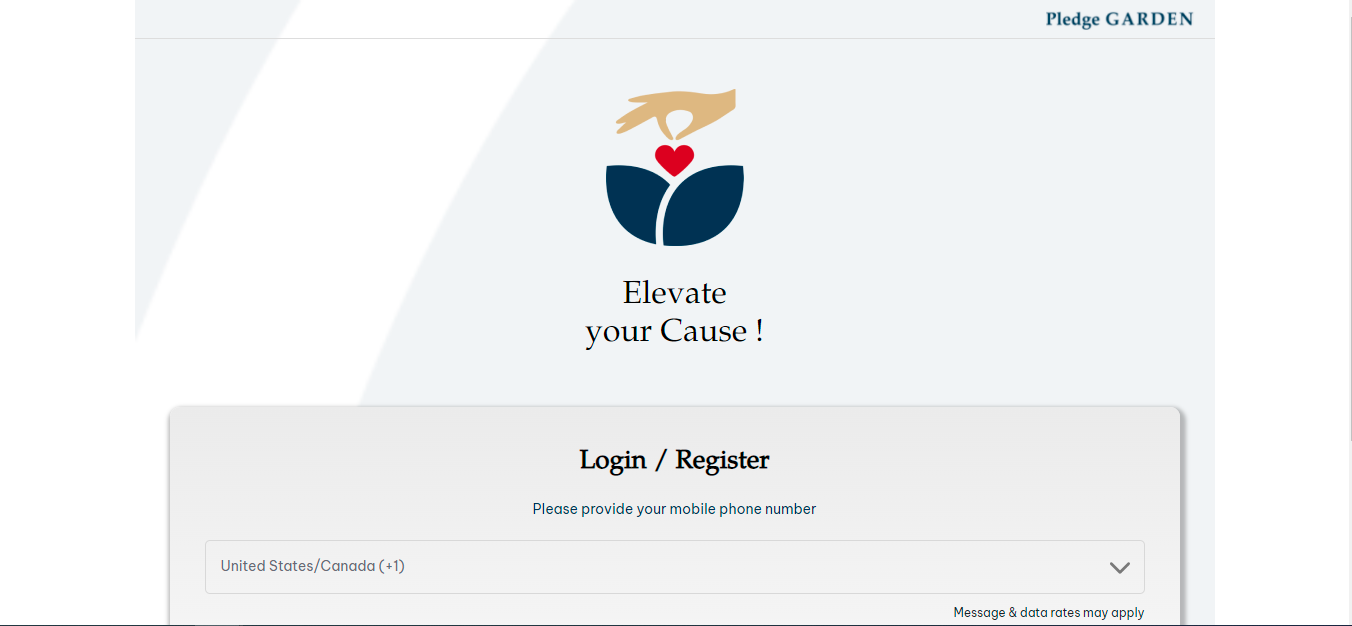 Pledge GARDEN
Elevate
your Cause !
Login / Register
Please provide your mobile phone number
United States/Canada (+1)
Message & data rates may apply